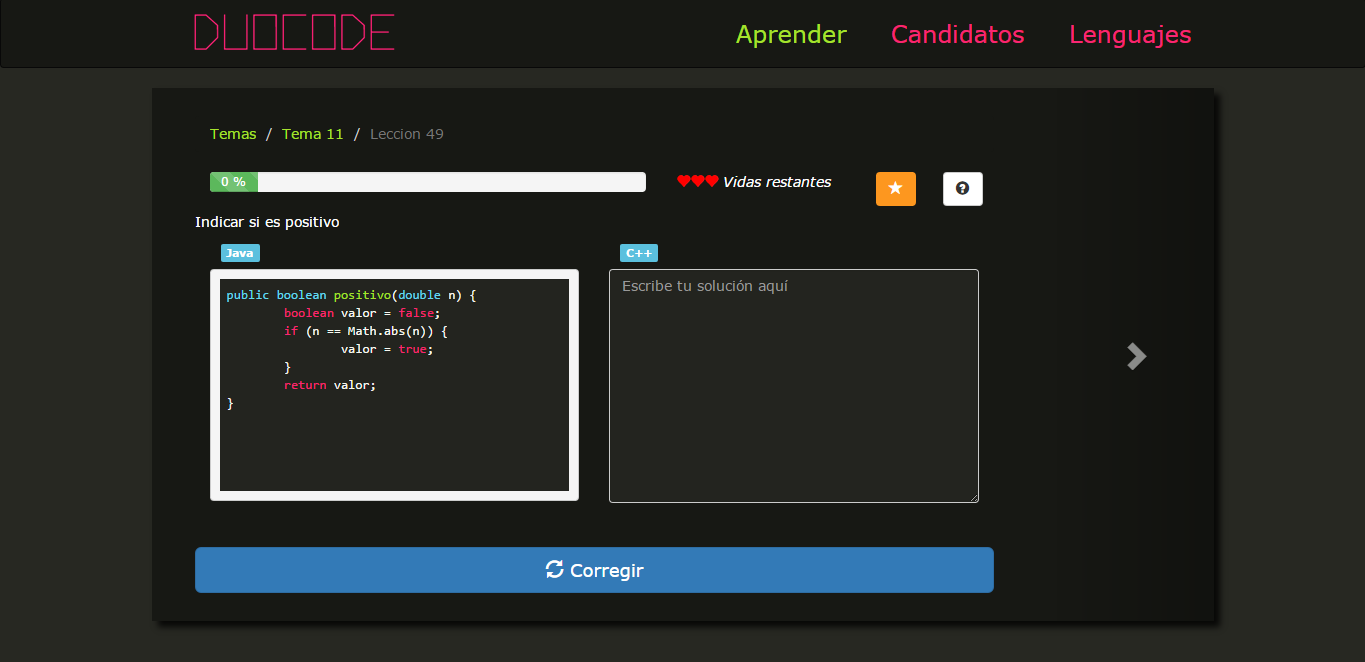 DUOCODE Aprender Candidatos Lenguajes
Temas / Tema 11 / Leccion 49
0 % Vidas restantes
Indicar si es positivo
Java
public boolean positivo(double n) {
        boolean valor = false;
        if (n == Math.abs(n)) {
                valor = true;
        }
        return valor;
}
C++
Escribe tu solución aquí
Corregir